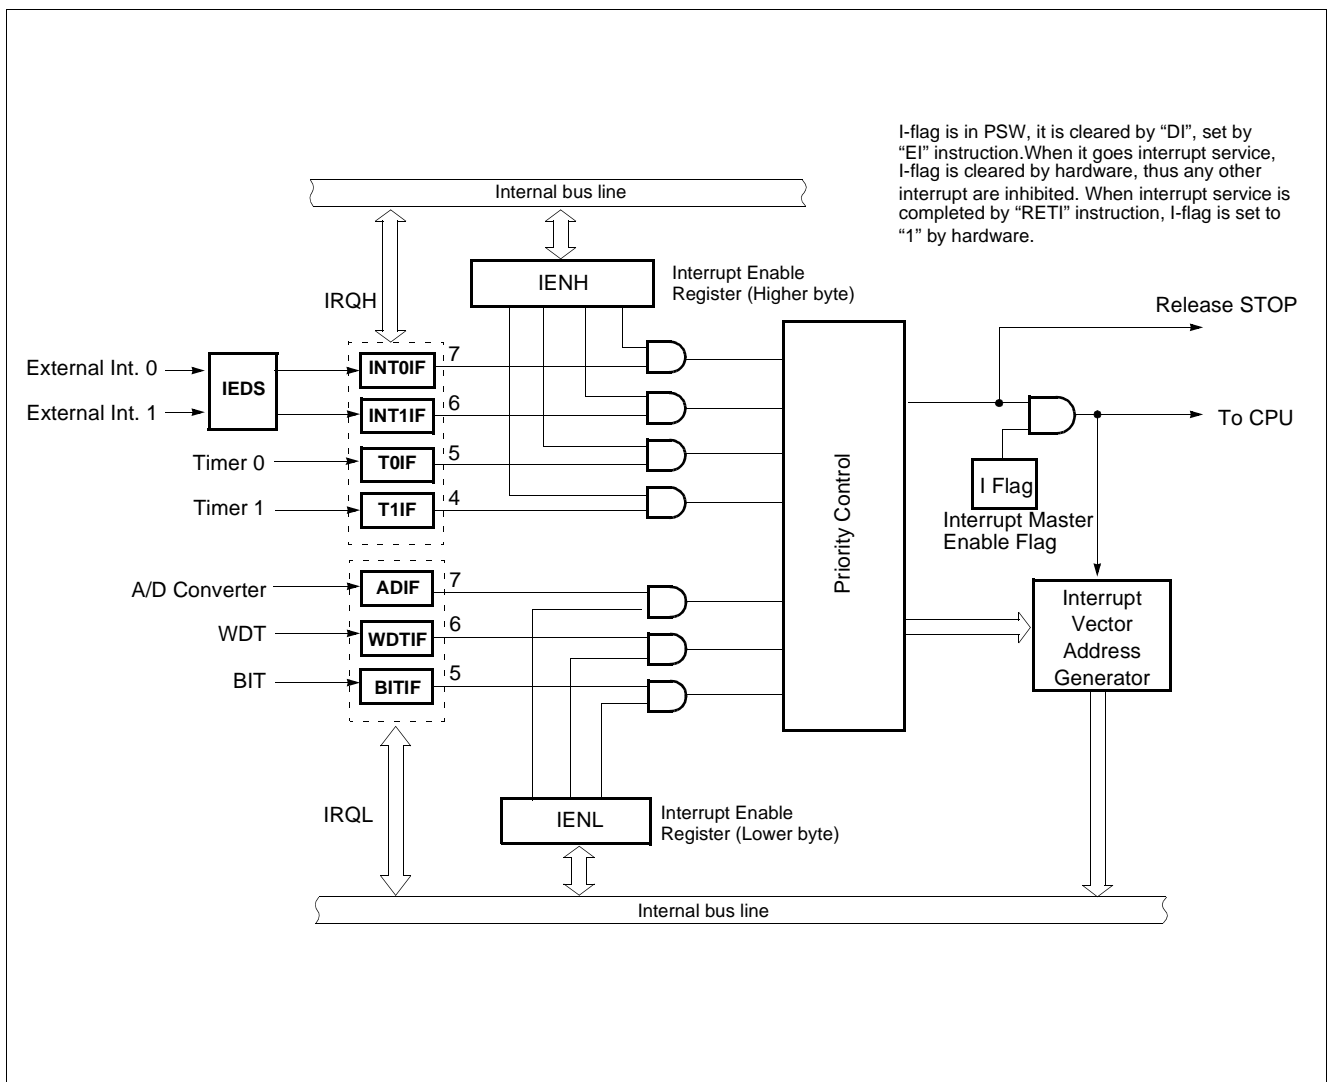 I-flag is in PSW, it is cleared by “DI”, set by
“EI” instruction.When it goes interrupt service,
I-flag is cleared by hardware, thus any other
interrupt are inhibited. When interrupt service is
completed by “RETI” instruction, I-flag is set to
“1” by hardware.
Internal bus line
IENH
Interrupt Enable
Register (Higher byte)
IRQH
Release STOP
External Int. 0
IEDS
INT0IF
7
External Int. 1
INT1IF
6
To CPU
Timer 0
T0IF
5
Timer 1
T1IF
4
Priority Control
I Flag
Interrupt Master
Enable Flag
A/D Converter
ADIF
7
WDT
WDTIF
6
BIT
BITIF
5
Interrupt
Vector
Address
Generator
IRQL
IENL
Interrupt Enable
Register (Lower byte)
Internal bus line